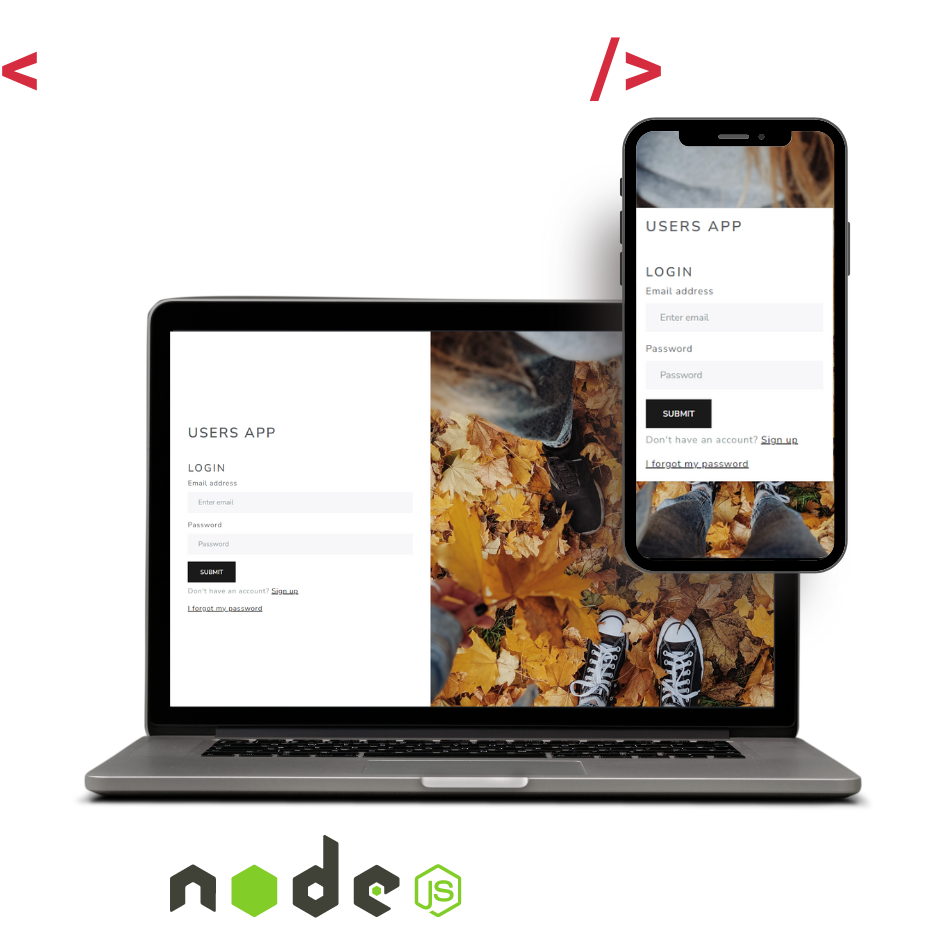 < />
USERS APP
LOGIN
Email address
Enter email
Password
Password
SUBMIT
Don't have an account? Sign up
I forgot my password
USERS APP
LOGIN
Email address
Enter email
Password
Password
SUBMIT
Don't have an account? Sign up
I forgot my password
node
JS